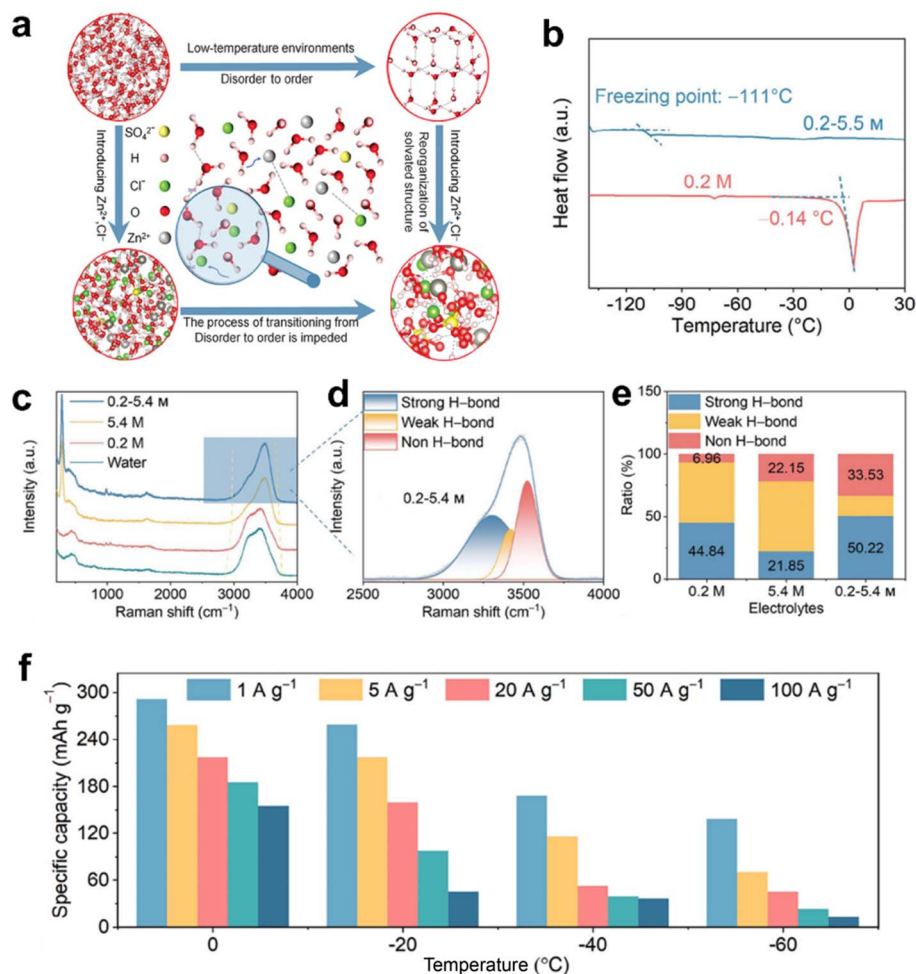 a
Low-temperature environments
Disorder to order
Introducing Zn²⁺,Cl⁻
SO₄²⁻
H
Cl⁻
O
Zn²⁺
Introducing Zn²⁺,Cl⁻
Reorganization of
solvated structure
The process of transitioning from
Disorder to order is impeded
b
Heat flow (a.u.)
Freezing point: −111°C
0.2-5.5 M
0.2 M
−0.14 °C
-120 -90 -60 -30 0 30
Temperature (°C)
c
Intensity (a.u.)
0.2-5.4 M
5.4 M
0.2 M
Water
0 1000 2000 3000 4000
Raman shift (cm⁻¹)
d
Intensity (a.u.)
Strong H–bond
Weak H–bond
Non H–bond
0.2-5.4 M
2500 3000 3500 4000
Raman shift (cm⁻¹)
e
Ratio (%)
150
100
50
0
Strong H–bond
Weak H–bond
Non H–bond
6.96
22.15
33.53
44.84
21.85
50.22
0.2 M 5.4 M 0.2-5.4 M
Electrolytes
f
Specific capacity (mAh g⁻¹)
300
240
180
120
60
0
1 A g⁻¹ 5 A g⁻¹ 20 A g⁻¹ 50 A g⁻¹ 100 A g⁻¹
0 -20 -40 -60
Temperature (°C)